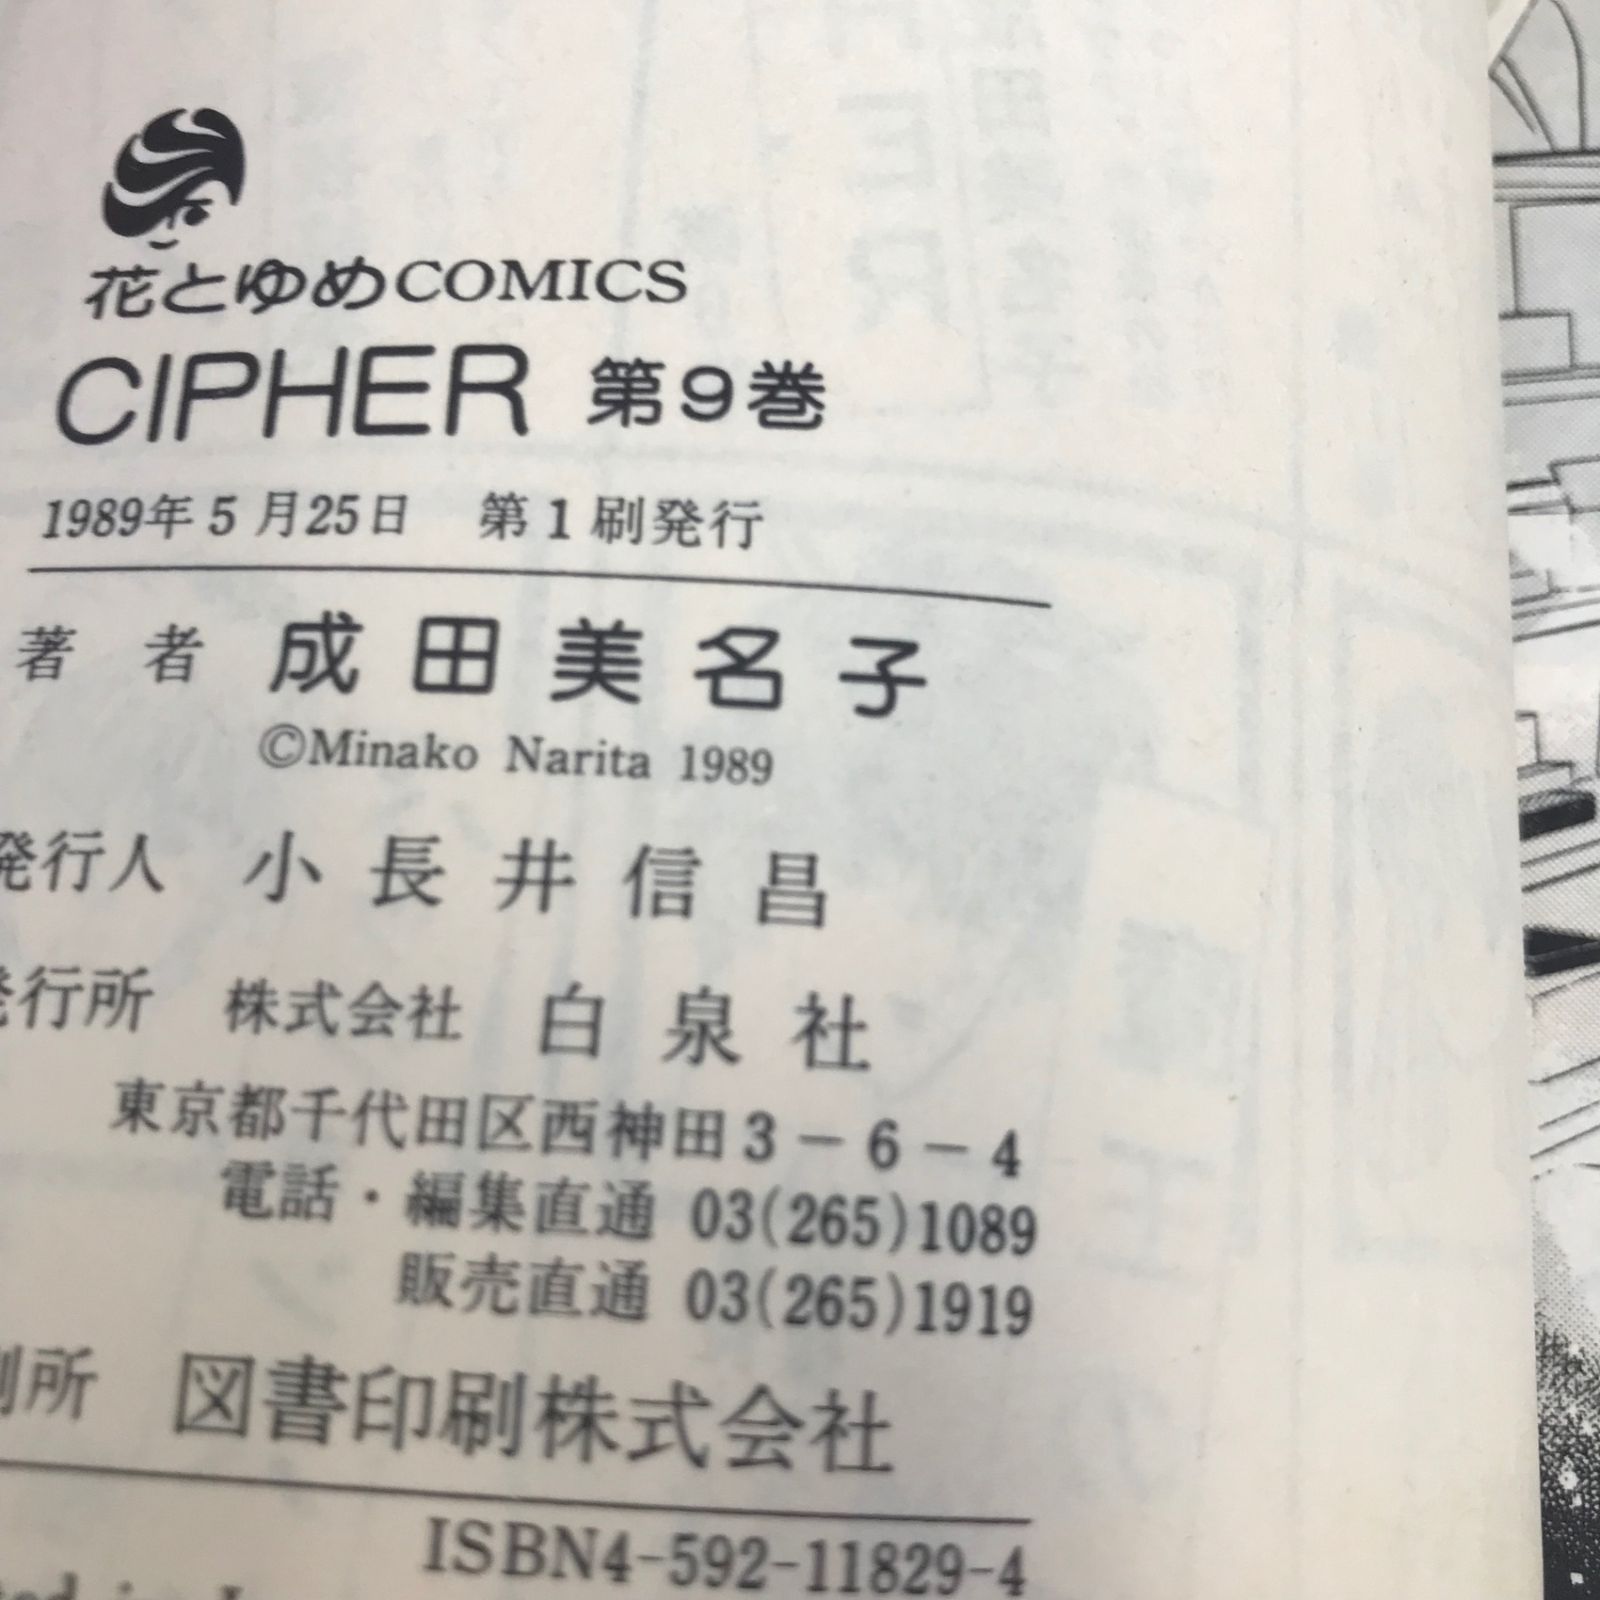 花とゆめCOMICS
CIPHER 第9巻
1989年5月25日 第1刷発行
著者 成田美名子
©Minako Narita 1989
発行人 小長井信昌
発行所 株式会社 白泉社
東京都千代田区西神田3-6-4
電話・編集直通 03(265)1089
販売直通 03(265)1919
刷所 図書印刷株式会社
ISBN4-592-11829-4